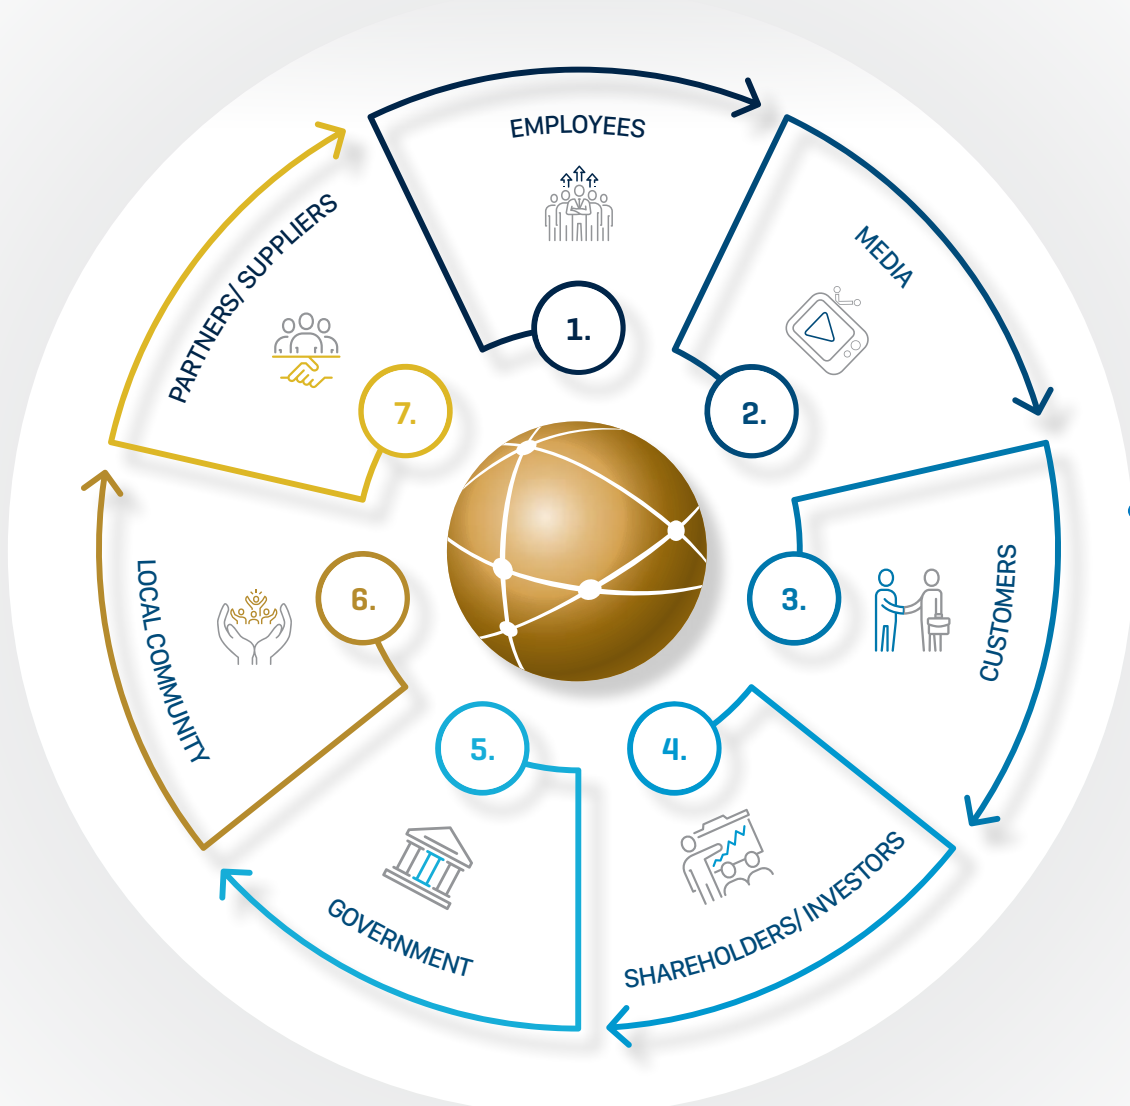 EMPLOYEES
1.
MEDIA
2.
CUSTOMERS
3.
SHAREHOLDERS/ INVESTORS
4.
GOVERNMENT
5.
LOCAL COMMUNITY
6.
PARTNERS/ SUPPLIERS
7.